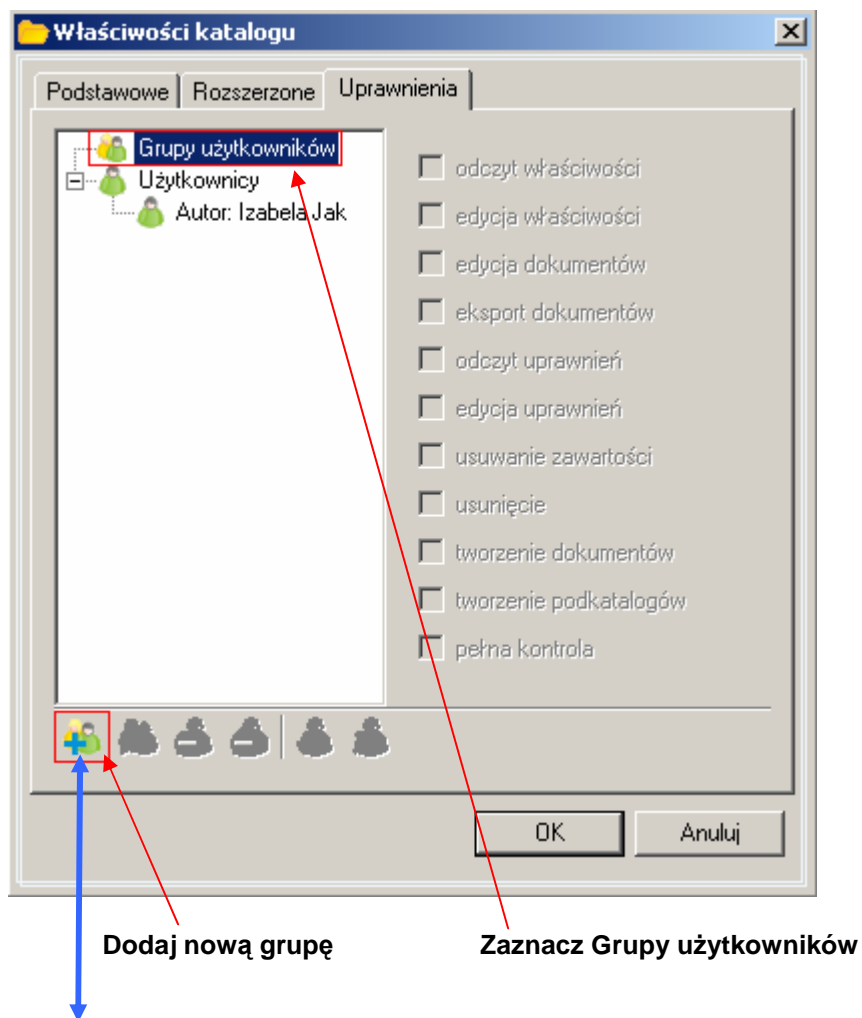 Właściwości katalogu
Podstawowe Rozszerzone Uprawnienia
Grupy użytkowników
Użytkownicy
Autor: Izabela Jak
odczyt właściwości
edycja właściwości
edycja dokumentów
eksport dokumentów
odczyt uprawnień
edycja uprawnień
usuwanie zawartości
usunięcie
tworzenie dokumentów
tworzenie podkatalogów
pełna kontrola
OK Anuluj
Dodaj nową grupę Zaznacz Grupy użytkowników